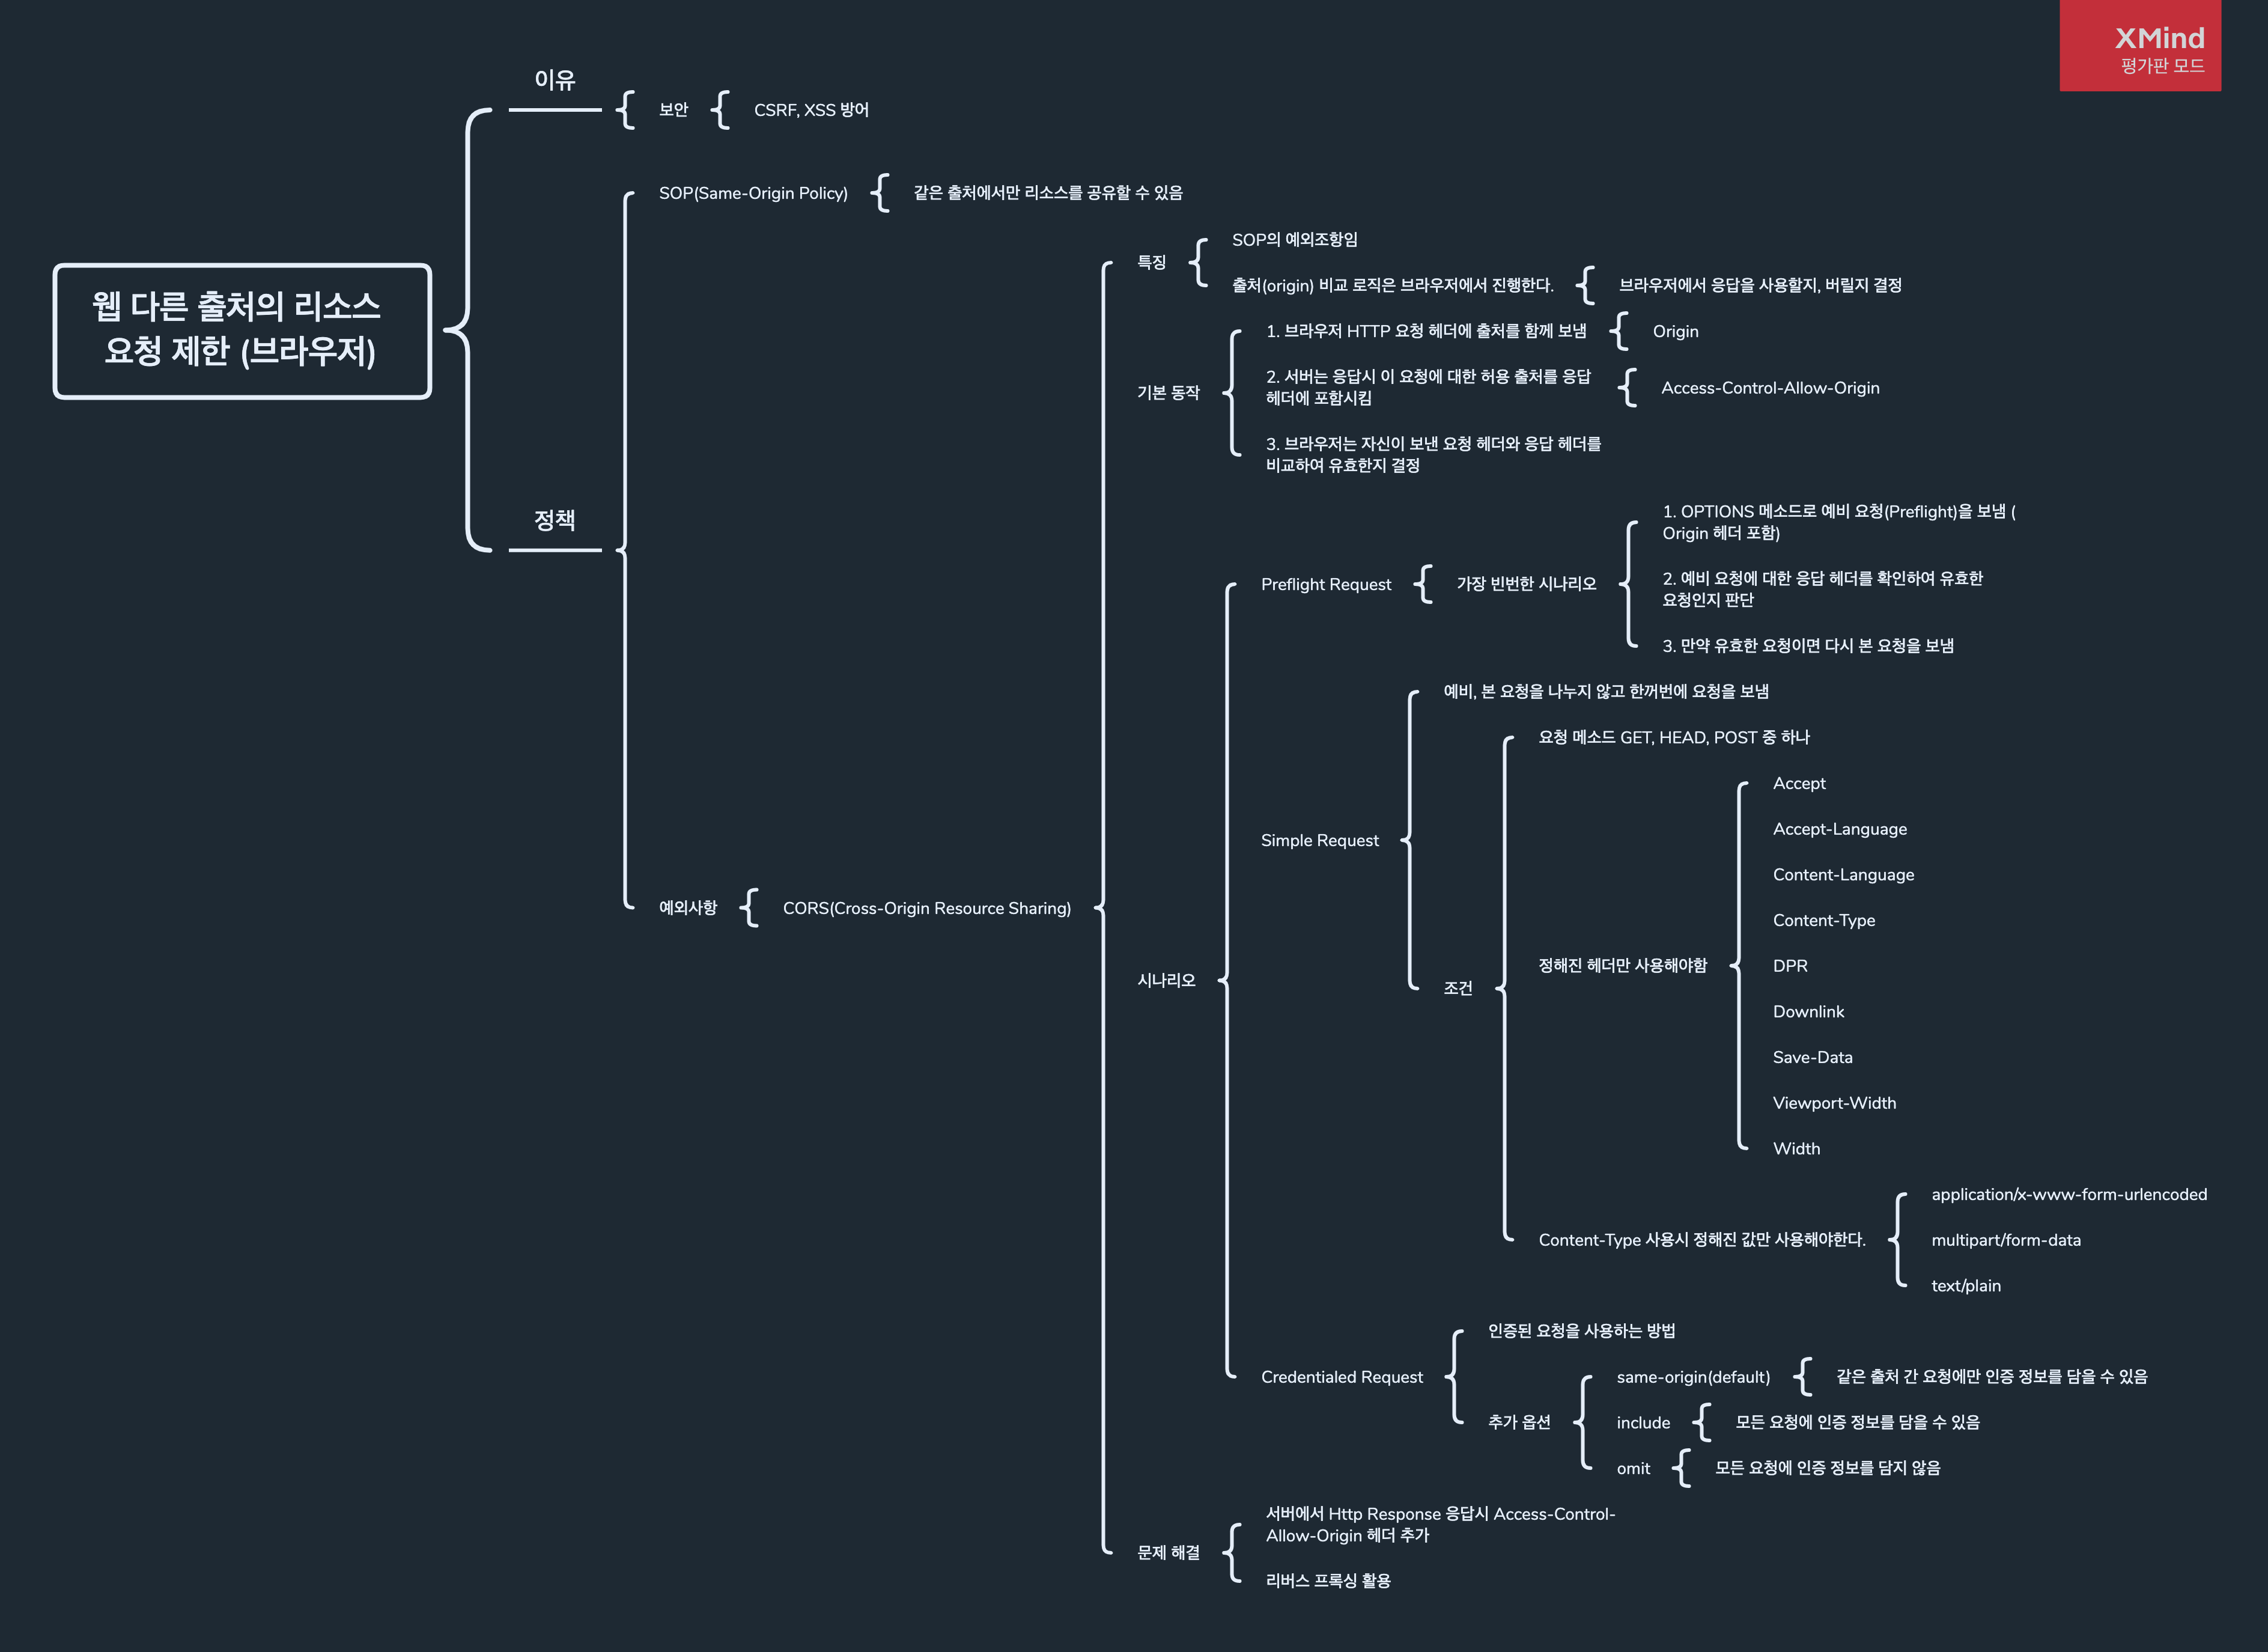 XMind
평가판 모드
웹 다른 출처의 리소스
요청 제한 (브라우저)
이유
보안
CSRF, XSS 방어
정책
SOP(Same-Origin Policy)
같은 출처에서만 리소스를 공유할 수 있음
예외사항
CORS(Cross-Origin Resource Sharing)
특징
SOP의 예외조항임
출처(origin) 비교 로직은 브라우저에서 진행한다.
브라우저에서 응답을 사용할지, 버릴지 결정
기본 동작
1. 브라우저 HTTP 요청 헤더에 출처를 함께 보냄
Origin
2. 서버는 응답시 이 요청에 대한 허용 출처를 응답
헤더에 포함시킴
Access-Control-Allow-Origin
3. 브라우저는 자신이 보낸 요청 헤더와 응답 헤더를
비교하여 유효한지 결정
시나리오
Preflight Request
가장 빈번한 시나리오
1. OPTIONS 메소드로 예비 요청(Preflight)을 보냄 (
Origin 헤더 포함)
2. 예비 요청에 대한 응답 헤더를 확인하여 유효한
요청인지 판단
3. 만약 유효한 요청이면 다시 본 요청을 보냄
Simple Request
예비, 본 요청을 나누지 않고 한꺼번에 요청을 보냄
조건
요청 메소드 GET, HEAD, POST 중 하나
정해진 헤더만 사용해야함
Accept
Accept-Language
Content-Language
Content-Type
DPR
Downlink
Save-Data
Viewport-Width
Width
Content-Type 사용시 정해진 값만 사용해야한다.
application/x-www-form-urlencoded
multipart/form-data
text/plain
Credentialed Request
인증된 요청을 사용하는 방법
추가 옵션
same-origin(default)
같은 출처 간 요청에만 인증 정보를 담을 수 있음
include
모든 요청에 인증 정보를 담을 수 있음
omit
모든 요청에 인증 정보를 담지 않음
문제 해결
서버에서 Http Response 응답시 Access-Control-
Allow-Origin 헤더 추가
리버스 프록싱 활용